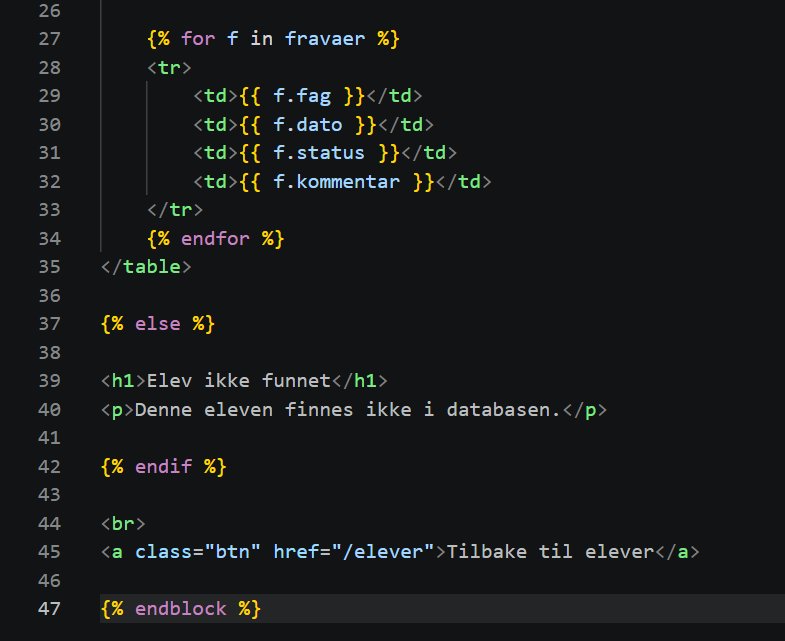 26
27 {% for f in fravaer %}
28 <tr>
29 <td>{{ f.fag }}</td>
30 <td>{{ f.dato }}</td>
31 <td>{{ f.status }}</td>
32 <td>{{ f.kommentar }}</td>
33 </tr>
34 {% endfor %}
35 </table>
36
37 {% else %}
38
39 <h1>Elev ikke funnet</h1>
40 <p>Denne eleven finnes ikke i databasen.</p>
41
42 {% endif %}
43
44 <br>
45 <a class="btn" href="/elever">Tilbake til elever</a>
46
47 {% endblock %}